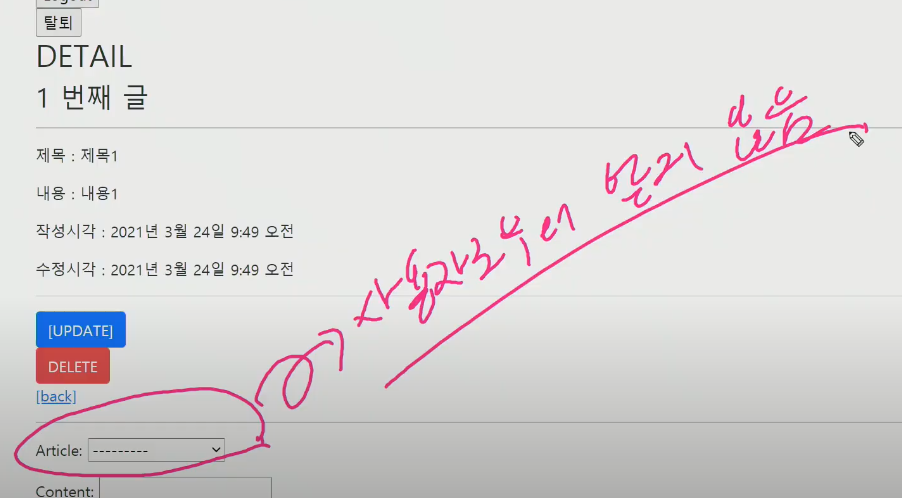 Logout
탈퇴
DETAIL
1 번째 글
제목 : 제목1
내용 : 내용1
작성시각 : 2021년 3월 24일 9:49 오전
수정시각 : 2021년 3월 24일 9:49 오전
사용자로부터 받지 않음
[UPDATE]
DELETE
[back]
Article: ---------
Content: